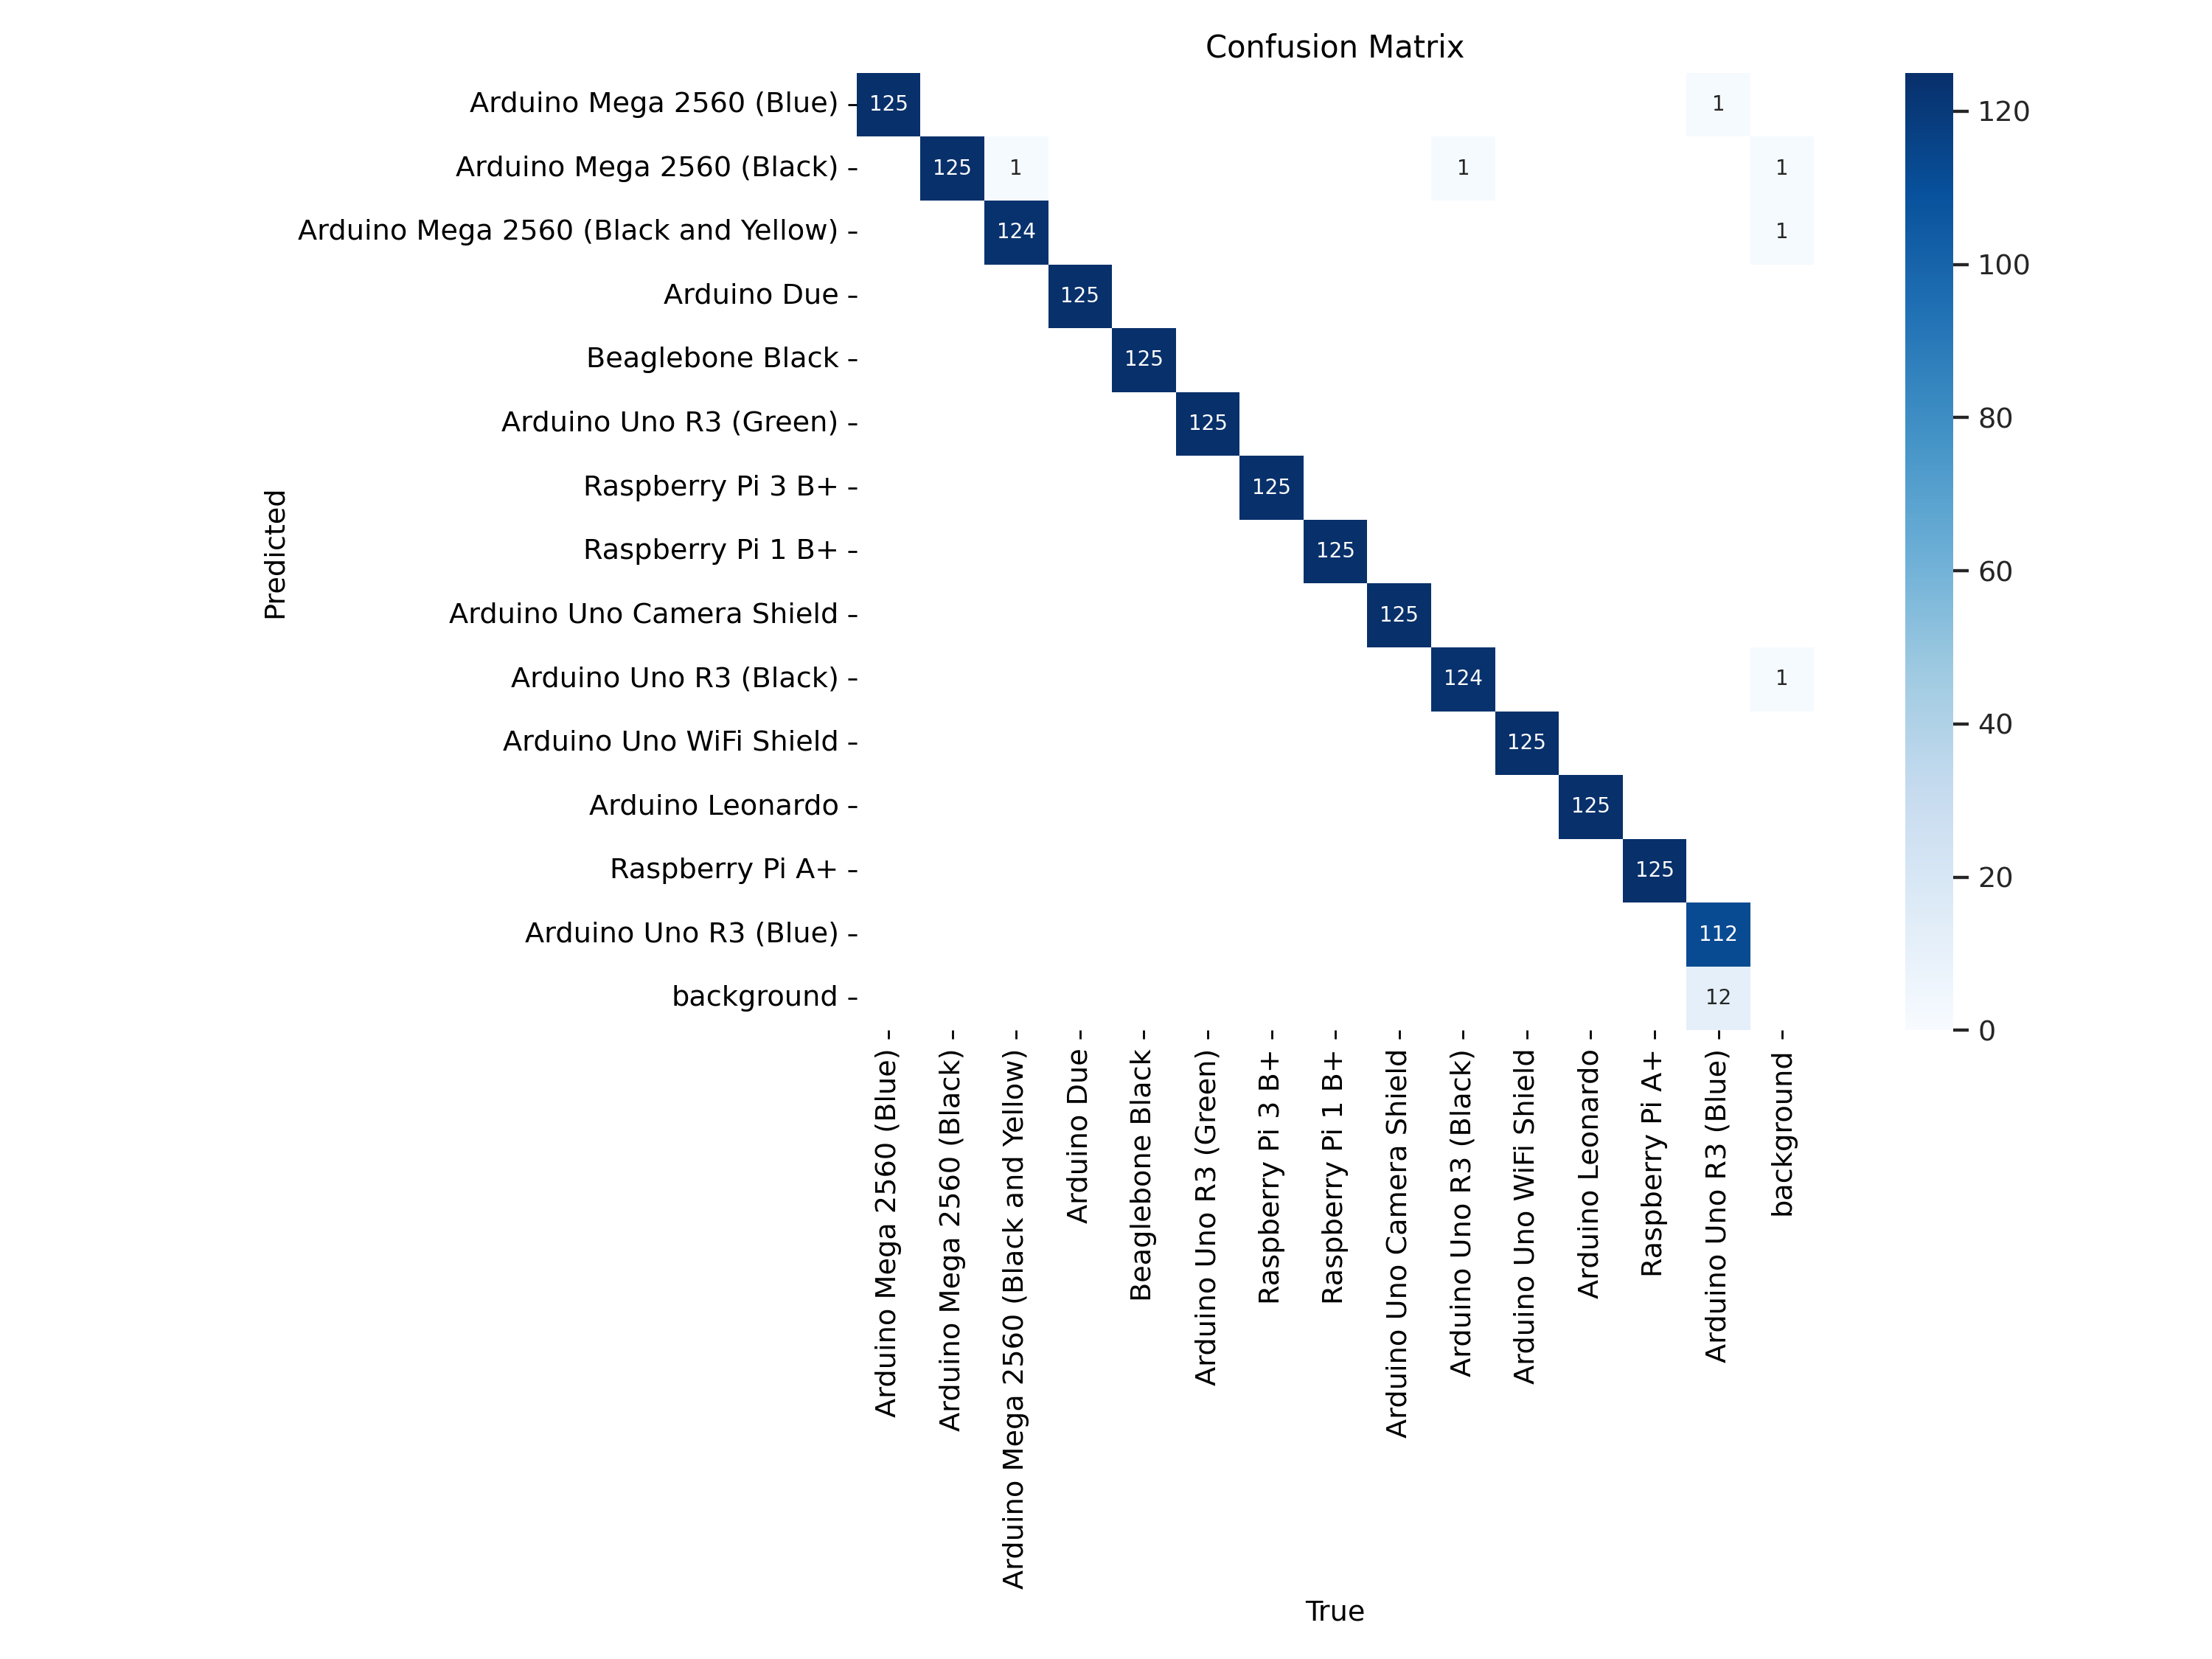 Confusion Matrix
Arduino Mega 2560 (Blue) 125 1
Arduino Mega 2560 (Black) 125 1 1 1
Arduino Mega 2560 (Black and Yellow) 124 1
Arduino Due 125
Beaglebone Black 125
Arduino Uno R3 (Green) 125
Raspberry Pi 3 B+ 125
Raspberry Pi 1 B+ 125
Arduino Uno Camera Shield 125
Arduino Uno R3 (Black) 124 1
Arduino Uno WiFi Shield 125
Arduino Leonardo 125
Raspberry Pi A+ 125
Arduino Uno R3 (Blue) 112
background 12
Predicted
Arduino Mega 2560 (Blue)
Arduino Mega 2560 (Black)
Arduino Mega 2560 (Black and Yellow)
Arduino Due
Beaglebone Black
Arduino Uno R3 (Green)
Raspberry Pi 3 B+
Raspberry Pi 1 B+
Arduino Uno Camera Shield
Arduino Uno R3 (Black)
Arduino Uno WiFi Shield
Arduino Leonardo
Raspberry Pi A+
Arduino Uno R3 (Blue)
background
True
120
100
80
60
40
20
0